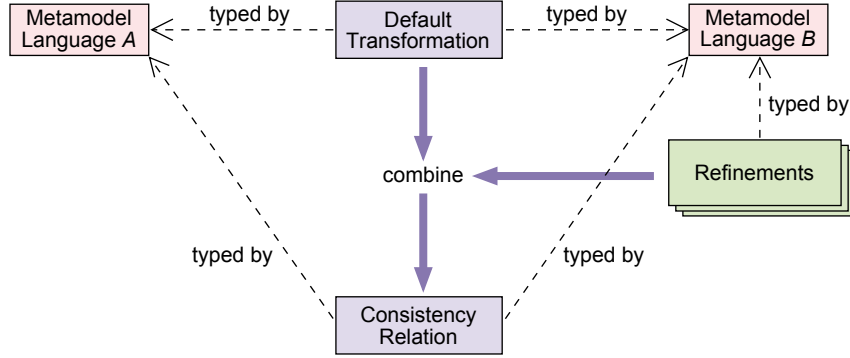 Metamodel
Language A
typed by
Default
Transformation
typed by
Metamodel
Language B
typed by
combine
Refinements
typed by
typed by
Consistency
Relation